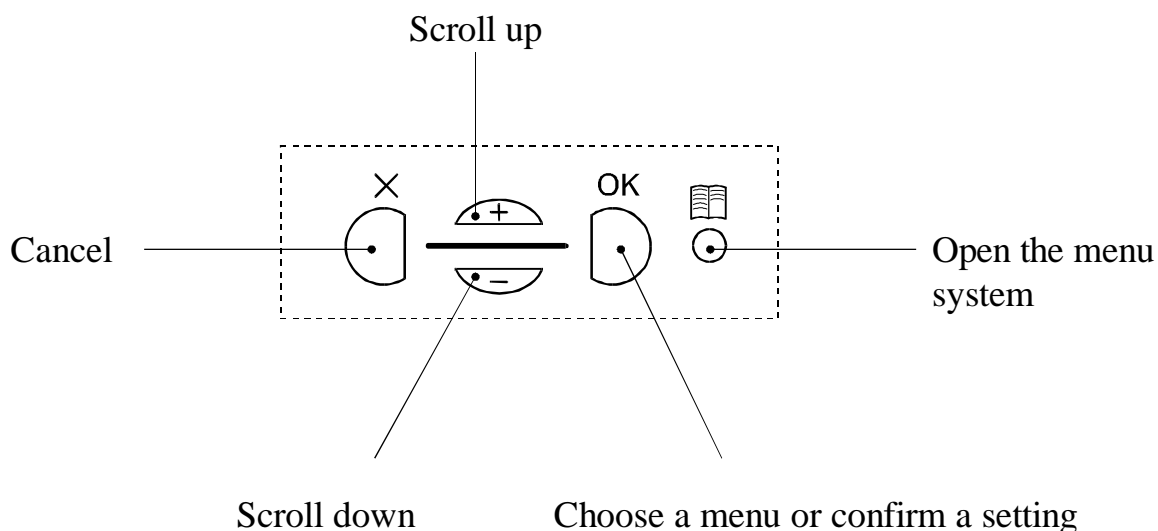 Scroll up
OK
+
Cancel
Open the menu
system
−
Scroll down
Choose a menu or confirm a setting